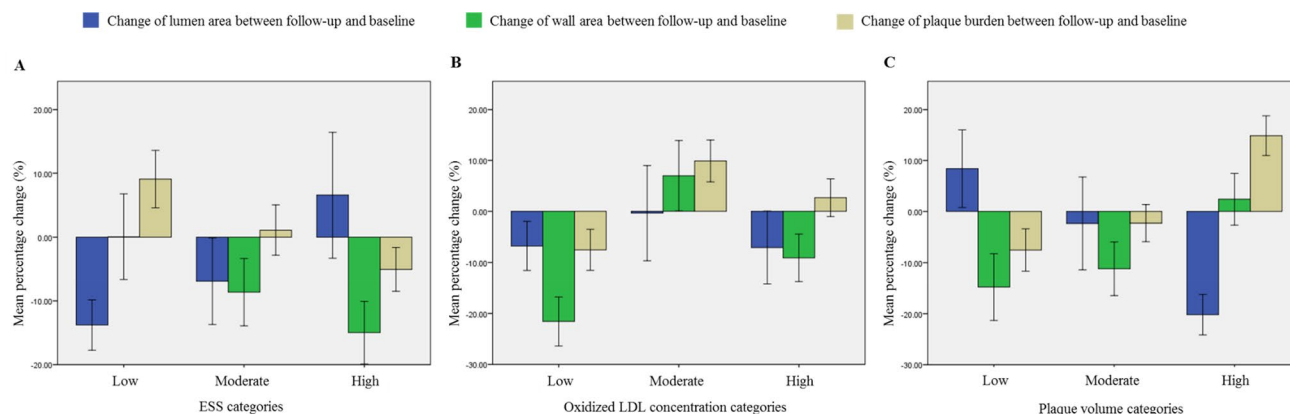 Change of lumen area between follow-up and baseline
Change of wall area between follow-up and baseline
Change of plaque burden between follow-up and baseline
A
Mean percentage change (%)
20.00
10.00
0.00
-10.00
-20.00
Low
Moderate
High
ESS categories
B
Mean percentage change (%)
20.00
10.00
0.00
-10.00
-20.00
-30.00
Low
Moderate
High
Oxidized LDL concentration categories
C
Mean percentage change (%)
20.00
10.00
0.00
-10.00
-20.00
-30.00
Low
Moderate
High
Plaque volume categories